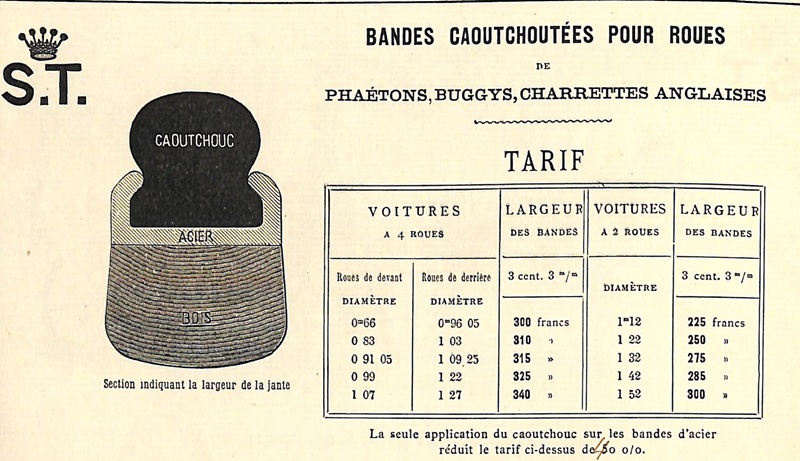 S.T.
BANDES CAOUTCHOUTÉES POUR ROUES
DE
PHAÉTONS, BUGGYS, CHARRETTES ANGLAISES
CAOUTCHOUC
ACIER
BOIS
Section indiquant la largeur de la jante
TARIF
VOITURES LARGEUR VOITURES LARGEUR
A 4 ROUES DES BANDES A 2 ROUES DES BANDES
Roues de devant Roues de derrière 3 cent. 3 m/m 3 cent. 3 m/m
DIAMÈTRE DIAMÈTRE DIAMÈTRE
0m66 0m96 05 300 francs 1m12 225 francs
0 83 1 03 310 » 1 22 250 »
0 91 05 1 09 25 315 » 1 32 275 »
0 99 1 22 325 » 1 42 285 »
1 07 1 27 340 » 1 52 300 »
La seule application du caoutchouc sur les bandes d'acier
réduit le tarif ci-dessus de 0/0.